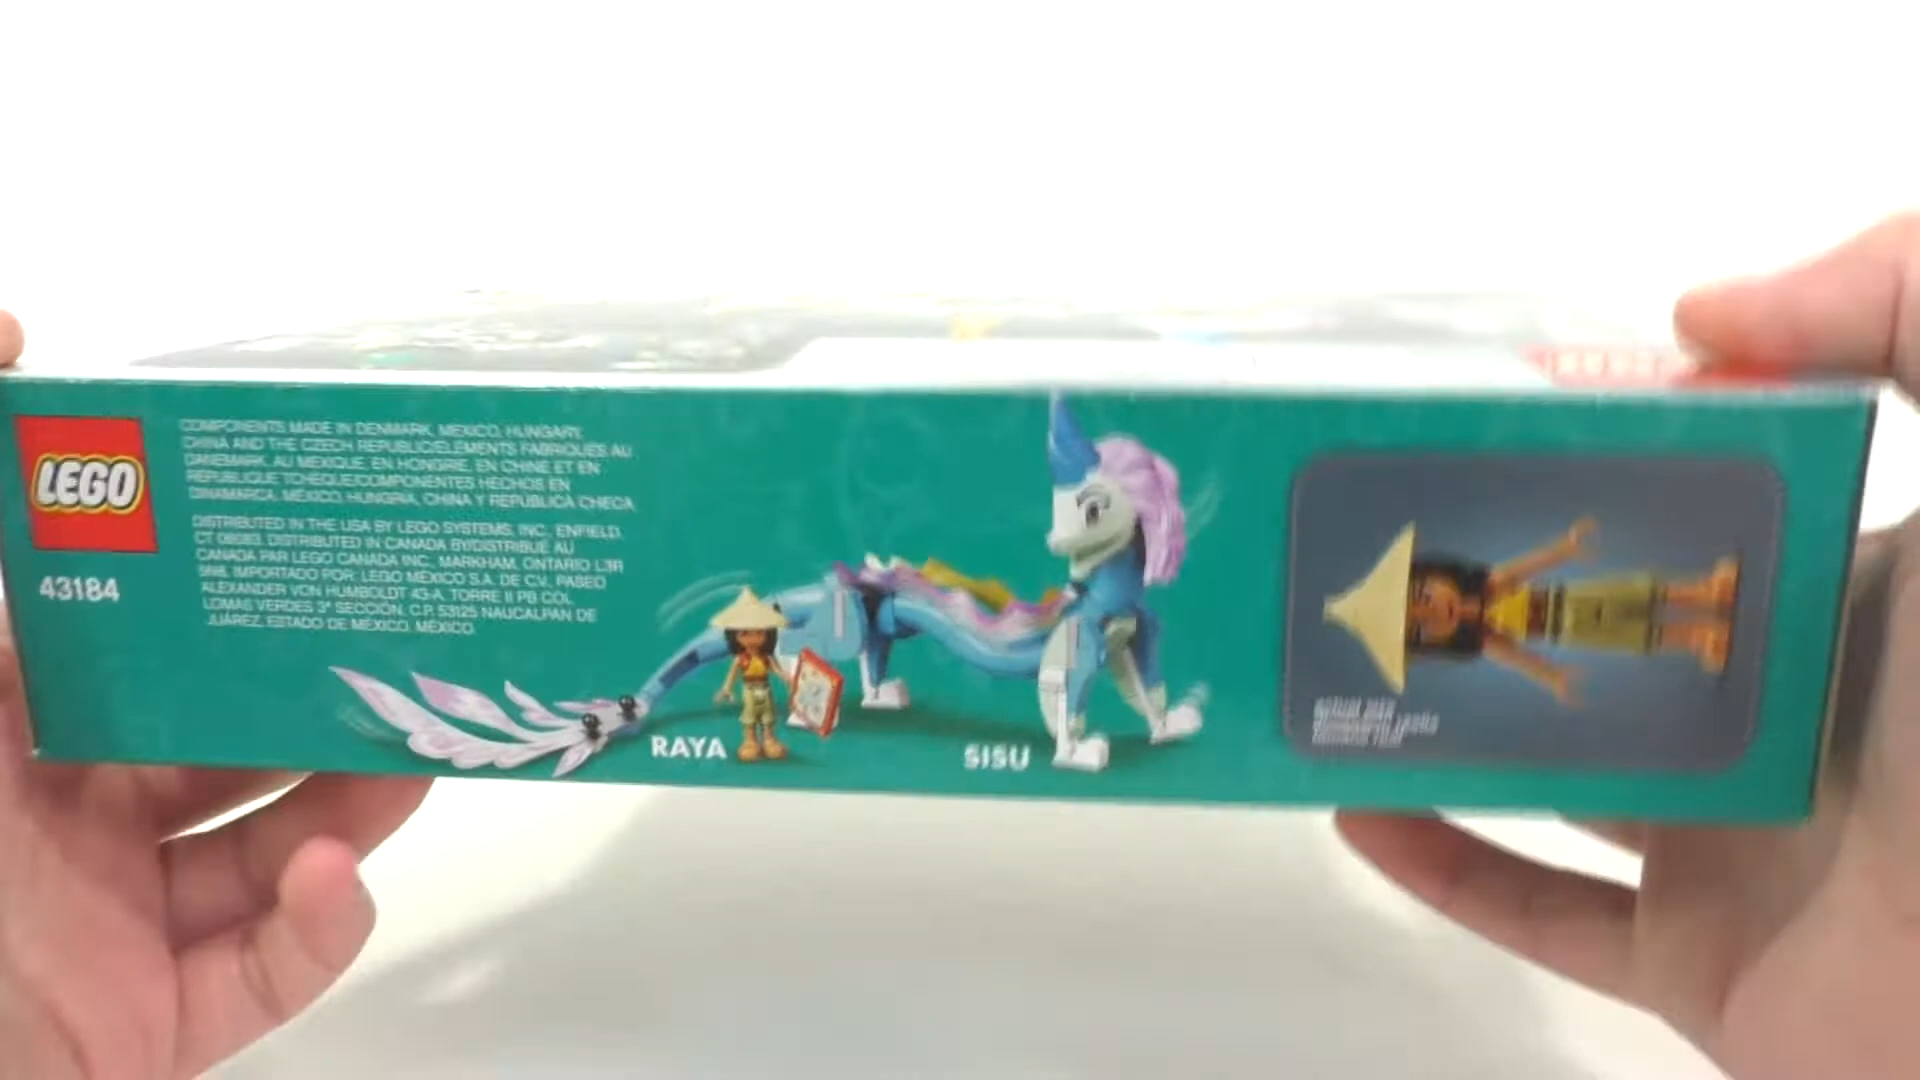 LEGO
43184
COMPONENTS MADE IN DENMARK, MEXICO, HUNGARY,
CHINA AND THE CZECH REPUBLIC/ÉLÉMENTS FABRIQUÉS AU
DANEMARK, AU MEXIQUE, EN HONGRIE, EN CHINE ET EN
RÉPUBLIQUE TCHÈQUE/COMPONENTES HECHOS EN
DINAMARCA, MÉXICO, HUNGRÍA, CHINA Y REPÚBLICA CHECA
DISTRIBUTED IN THE USA BY LEGO SYSTEMS, INC., ENFIELD,
CT 06083. DISTRIBUTED IN CANADA BY/DISTRIBUÉ AU
CANADA PAR LEGO CANADA INC., MARKHAM, ONTARIO L3R
IMPORTADO POR: LEGO MÉXICO S.A. DE C.V., PASEO
ALEXANDER VON HUMBOLDT 43-A, TORRE II PB COL.
LOMAS VERDES 3ª SECCIÓN, C.P. 53125 NAUCALPAN DE
JUÁREZ, ESTADO DE MÉXICO, MÉXICO.
RAYA
SISU